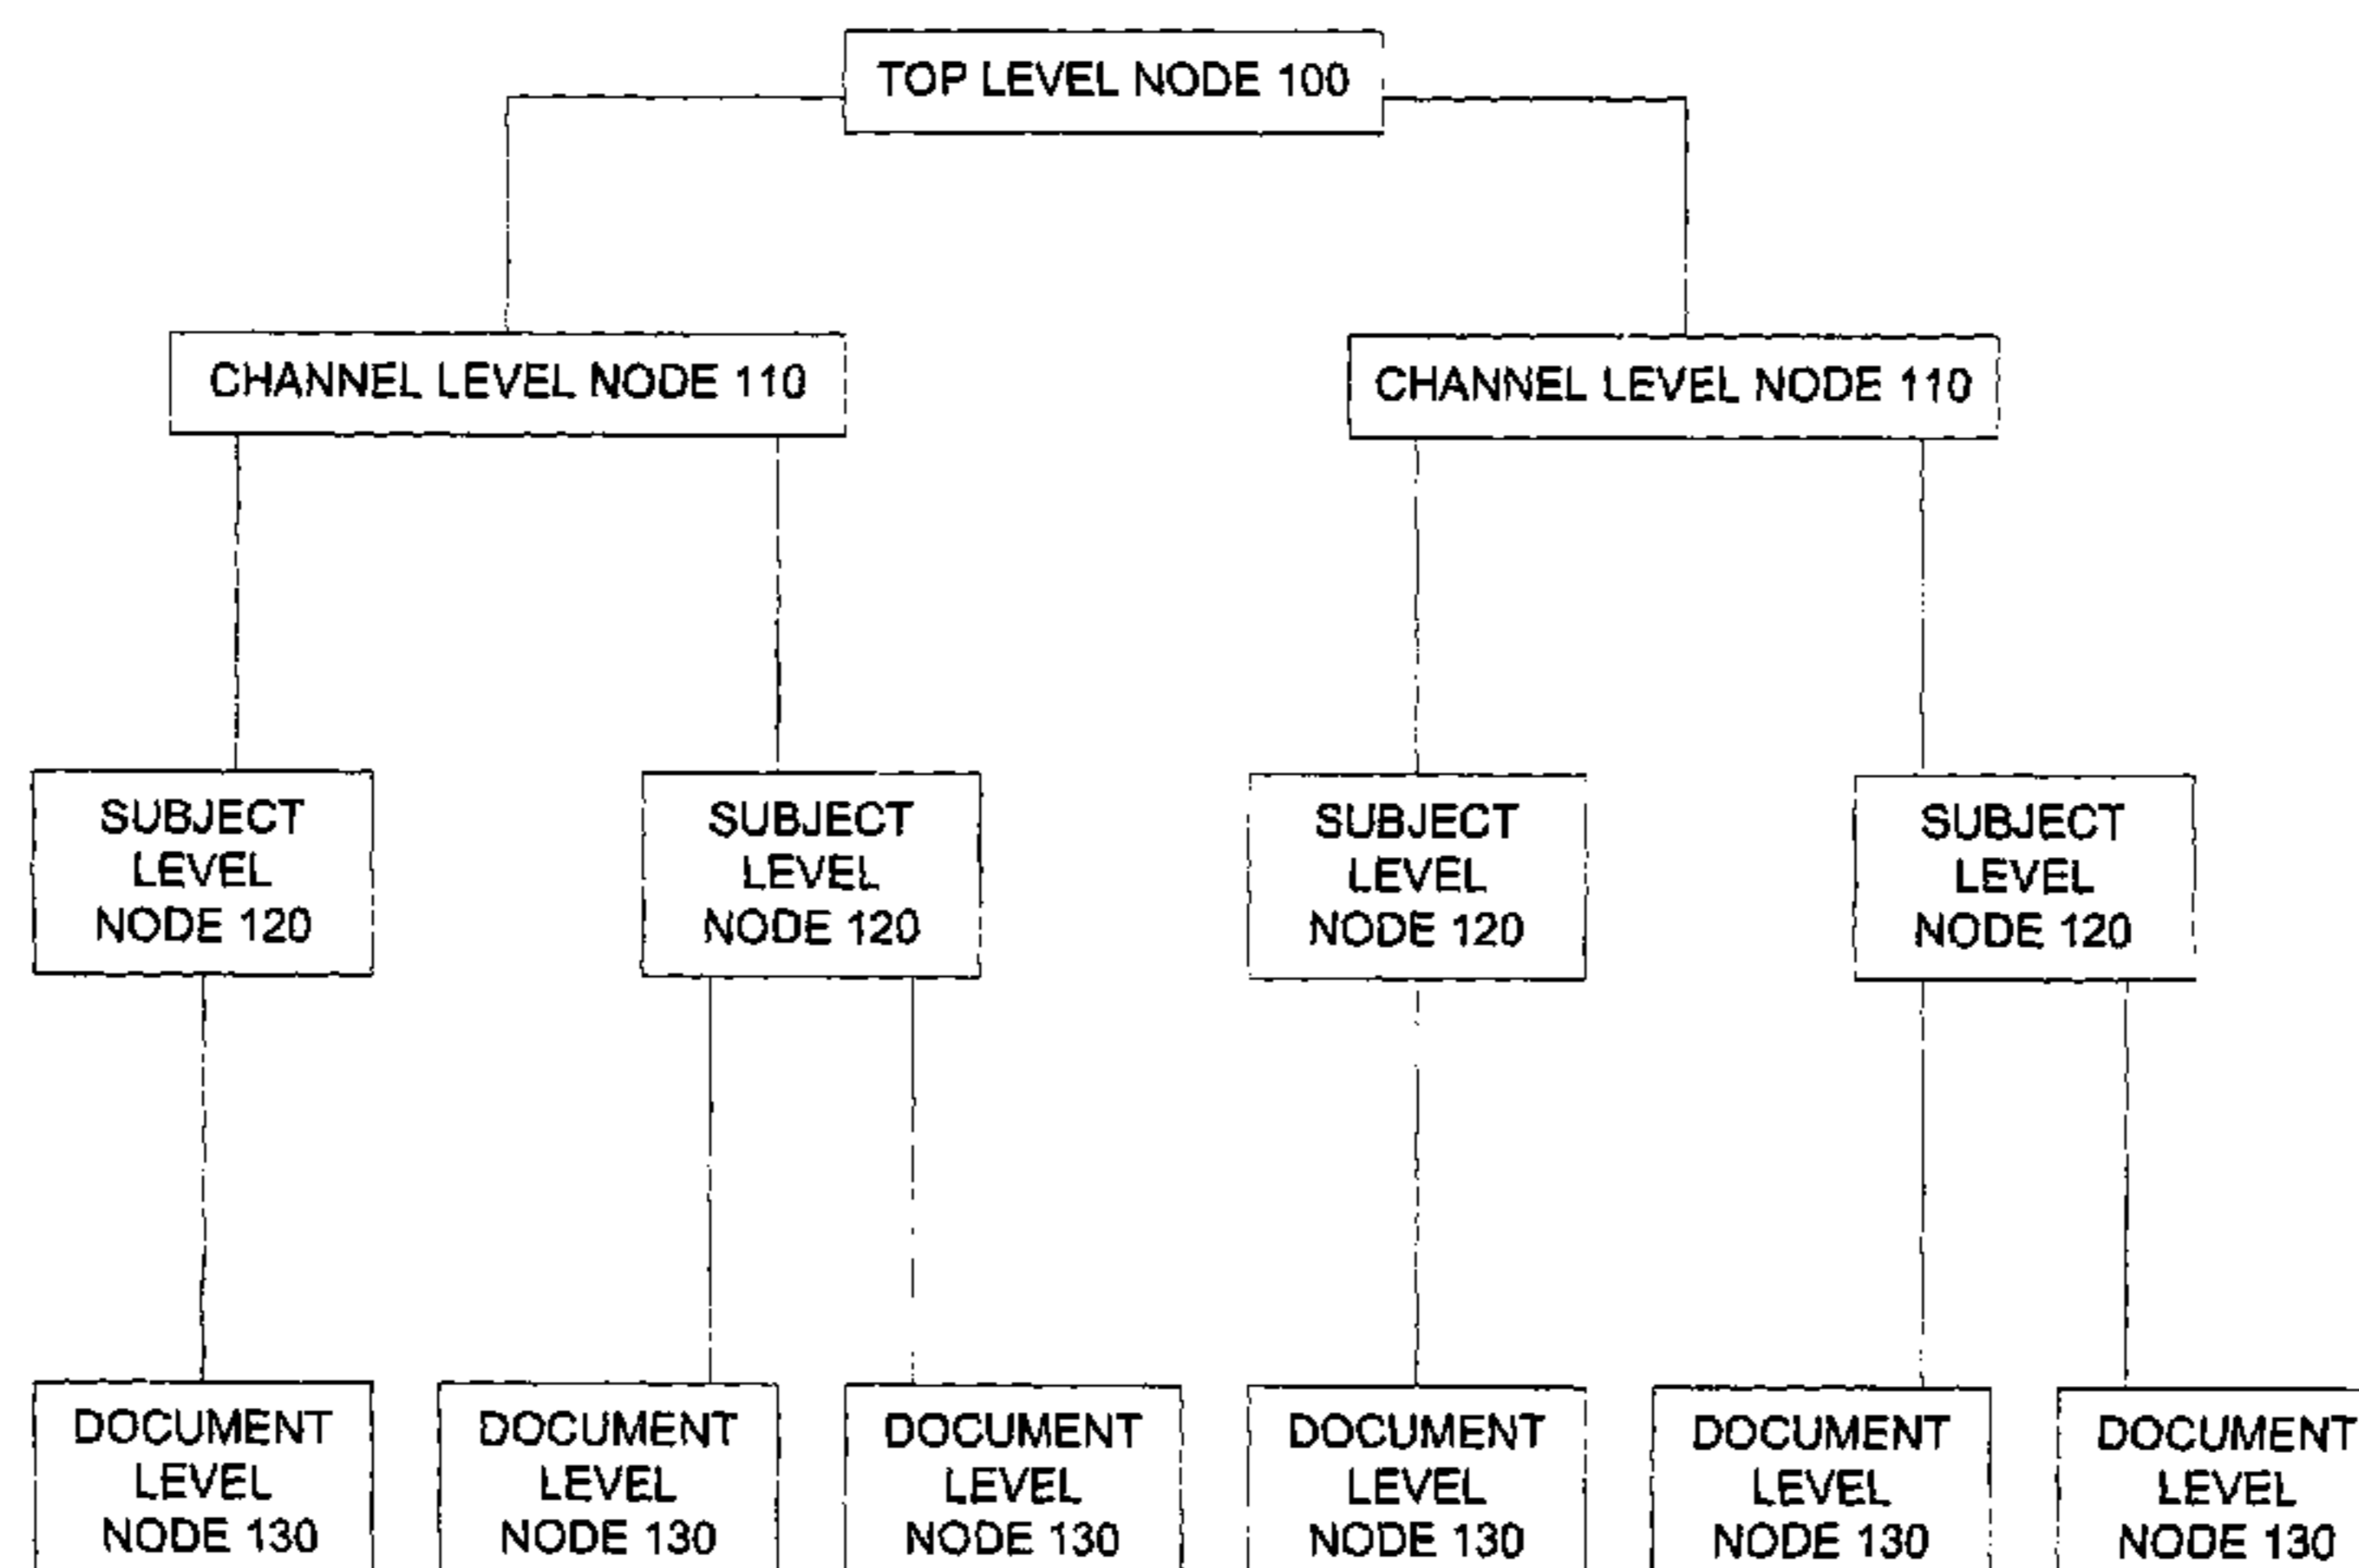 TOP LEVEL NODE 100
CHANNEL LEVEL NODE 110
CHANNEL LEVEL NODE 110
SUBJECT
LEVEL
NODE 120
SUBJECT
LEVEL
NODE 120
SUBJECT
LEVEL
NODE 120
SUBJECT
LEVEL
NODE 120
DOCUMENT
LEVEL
NODE 130
DOCUMENT
LEVEL
NODE 130
DOCUMENT
LEVEL
NODE 130
DOCUMENT
LEVEL
NODE 130
DOCUMENT
LEVEL
NODE 130
DOCUMENT
LEVEL
NODE 130